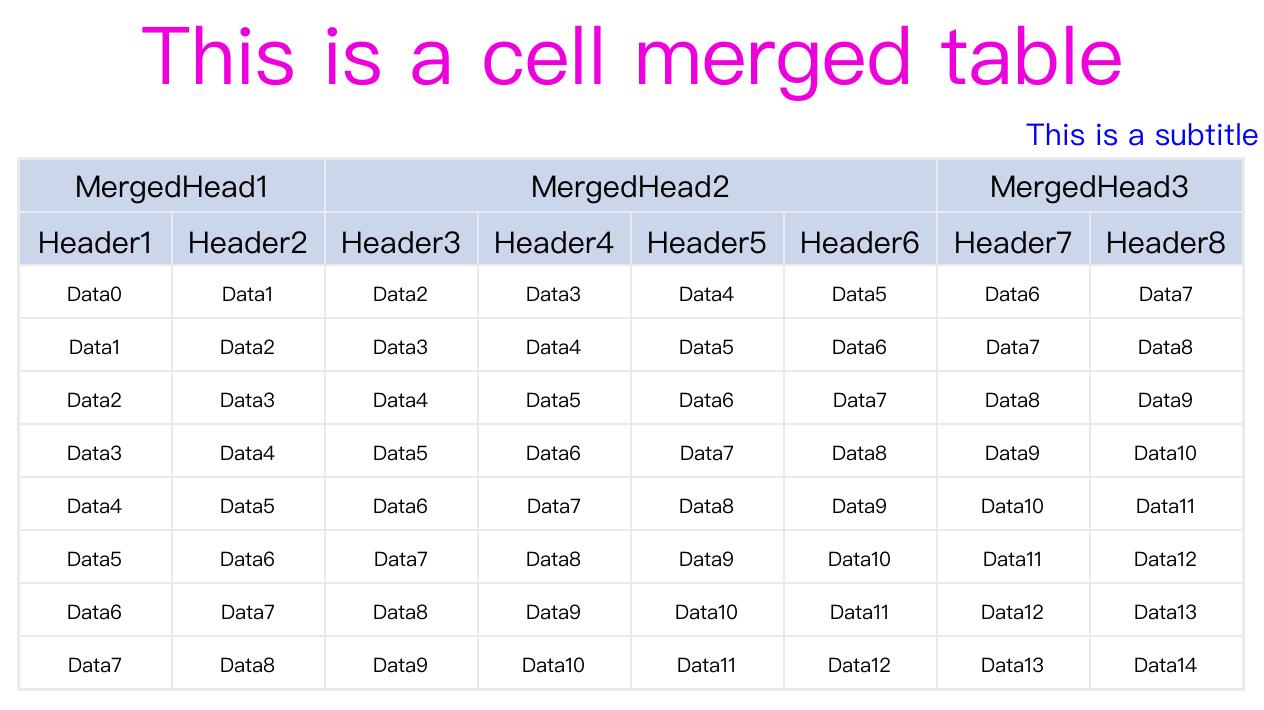 This is a cell merged table
This is a subtitle
MergedHead1 MergedHead2 MergedHead3
Header1 Header2 Header3 Header4 Header5 Header6 Header7 Header8
Data0 Data1 Data2 Data3 Data4 Data5 Data6 Data7
Data1 Data2 Data3 Data4 Data5 Data6 Data7 Data8
Data2 Data3 Data4 Data5 Data6 Data7 Data8 Data9
Data3 Data4 Data5 Data6 Data7 Data8 Data9 Data10
Data4 Data5 Data6 Data7 Data8 Data9 Data10 Data11
Data5 Data6 Data7 Data8 Data9 Data10 Data11 Data12
Data6 Data7 Data8 Data9 Data10 Data11 Data12 Data13
Data7 Data8 Data9 Data10 Data11 Data12 Data13 Data14